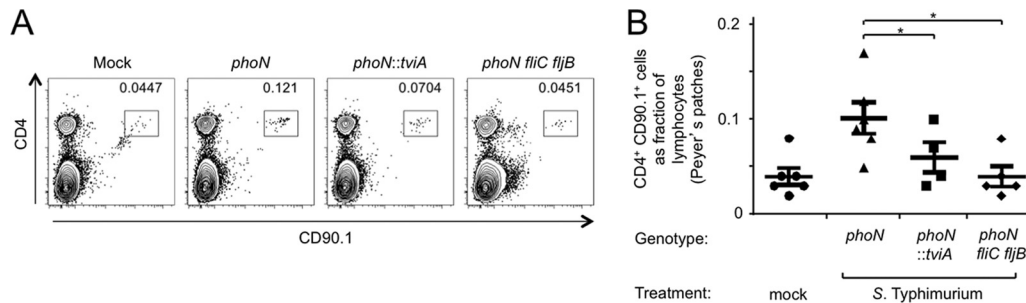 A
Mock
phoN
phoN::tviA
phoN fliC fljB
0.0447
0.121
0.0704
0.0451
CD4
CD90.1
B
CD4+ CD90.1+ cells
as fraction of
lymphocytes
(Peyer's patches)
0.2
0.1
0
*
*
Genotype:
phoN
phoN
::tviA
phoN
fliC fljB
Treatment:
mock
S. Typhimurium